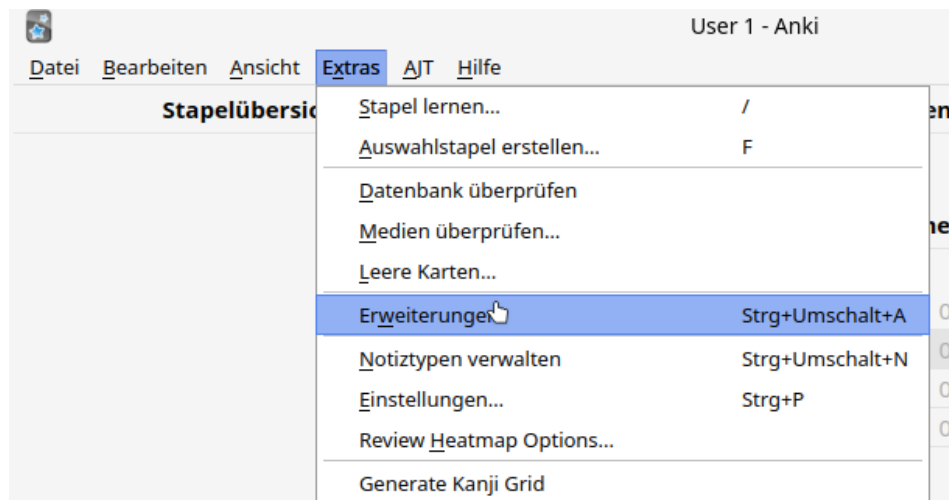 User 1 - Anki
Datei Bearbeiten Ansicht Extras AJT Hilfe
Stapelübersic
Stapel lernen... /
Auswahlstapel erstellen... F
Datenbank überprüfen
Medien überprüfen...
Leere Karten...
Erweiterungen Strg+Umschalt+A
Notiztypen verwalten Strg+Umschalt+N
Einstellungen... Strg+P
Review Heatmap Options...
Generate Kanji Grid